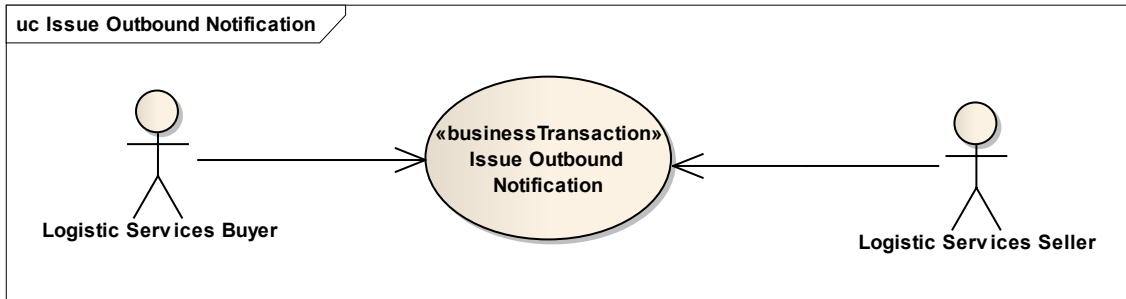 uc Issue Outbound Notification
«businessTransaction»
Issue Outbound
Notification
Logistic Services Buyer
Logistic Services Seller